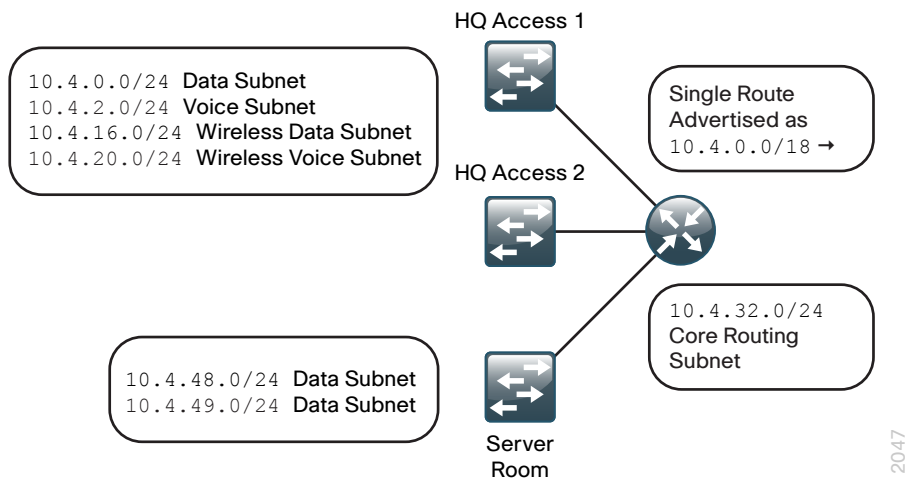 HQ Access 1
10.4.0.0/24 Data Subnet
10.4.2.0/24 Voice Subnet
10.4.16.0/24 Wireless Data Subnet
10.4.20.0/24 Wireless Voice Subnet
Single Route
Advertised as
10.4.0.0/18 →
HQ Access 2
10.4.32.0/24
Core Routing
Subnet
10.4.48.0/24 Data Subnet
10.4.49.0/24 Data Subnet
Server
Room
2047